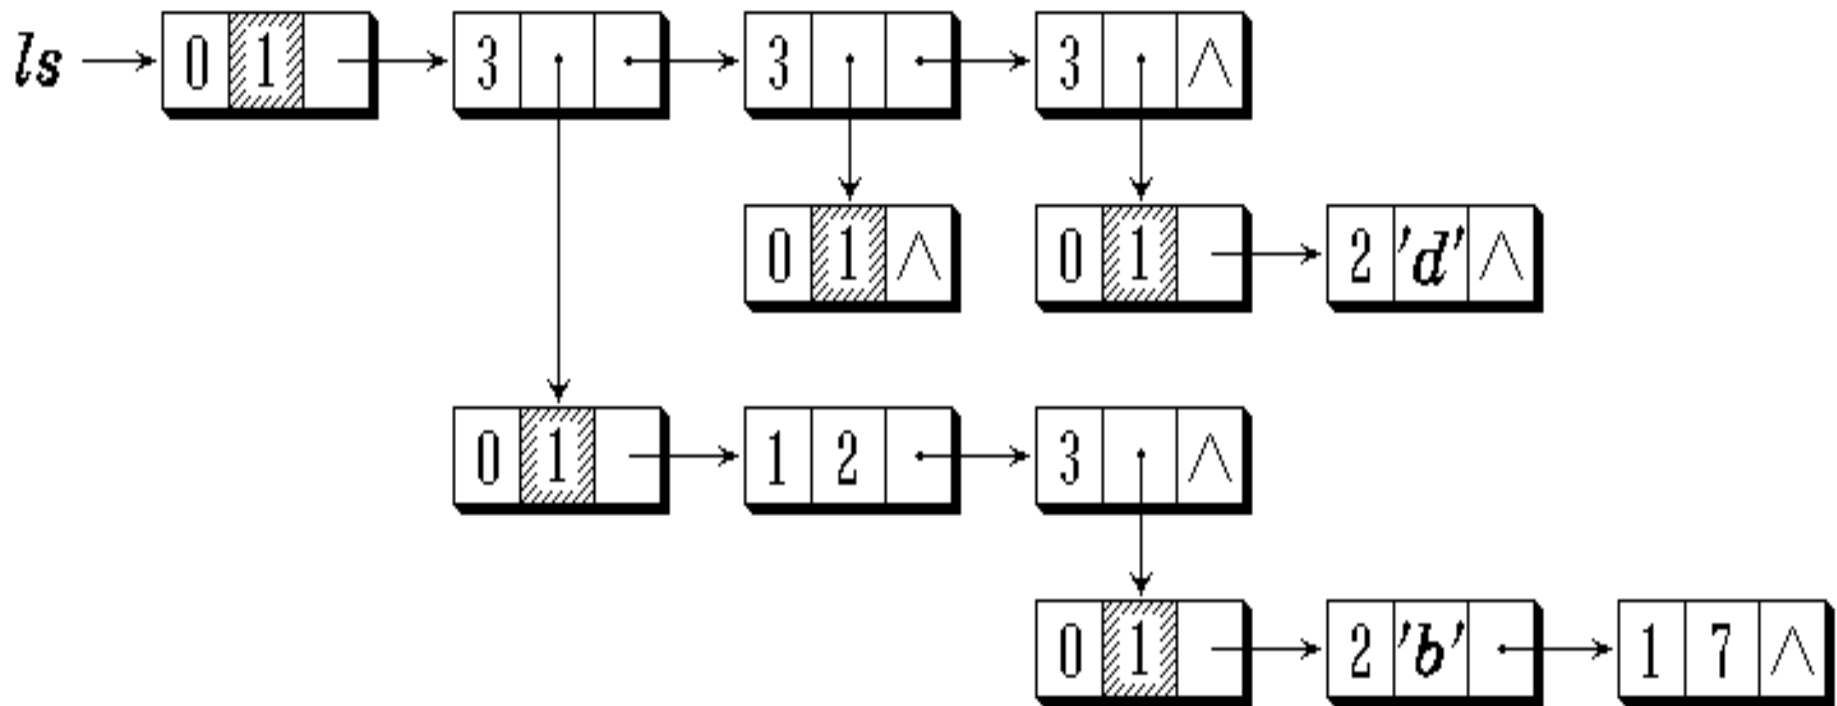 ls 0 1 3 3 3 ∧
0 1 ∧ 0 1 2 'd' ∧
0 1 1 2 3 ∧
0 1 2 'b' 1 7 ∧